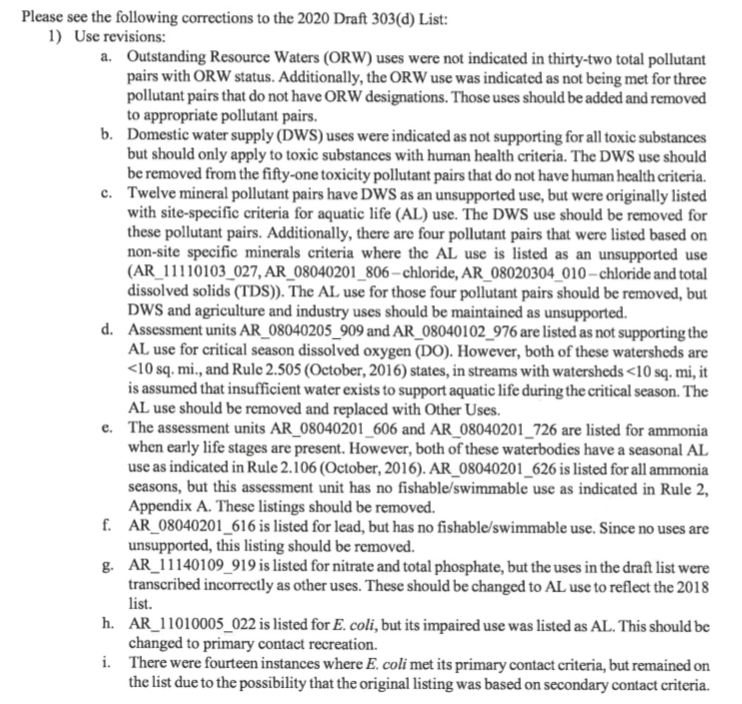 Please see the following corrections to the 2020 Draft 303(d) List:
1) Use revisions:
a. Outstanding Resource Waters (ORW) uses were not indicated in thirty-two total pollutant
pairs with ORW status. Additionally, the ORW use was indicated as not being met for three
pollutant pairs that do not have ORW designations. Those uses should be added and removed
to appropriate pollutant pairs.
b. Domestic water supply (DWS) uses were indicated as not supporting for all toxic substances
but should only apply to toxic substances with human health criteria. The DWS use should
be removed from the fifty-one toxicity pollutant pairs that do not have human health criteria.
c. Twelve mineral pollutant pairs have DWS as an unsupported use, but were originally listed
with site-specific criteria for aquatic life (AL) use. The DWS use should be removed for
these pollutant pairs. Additionally, there are four pollutant pairs that were listed based on
non-site specific minerals criteria where the AL use is listed as an unsupported use
(AR_11110103_027, AR_08040201_806 – chloride, AR_08020304_010 – chloride and total
dissolved solids (TDS)). The AL use for those four pollutant pairs should be removed, but
DWS and agriculture and industry uses should be maintained as unsupported.
d. Assessment units AR_08040205_909 and AR_08040102_976 are listed as not supporting the
AL use for critical season dissolved oxygen (DO). However, both of these watersheds are
<10 sq. mi., and Rule 2.505 (October, 2016) states, in streams with watersheds <10 sq. mi, it
is assumed that insufficient water exists to support aquatic life during the critical season. The
AL use should be removed and replaced with Other Uses.
e. The assessment units AR_08040201_606 and AR_08040201_726 are listed for ammonia
when early life stages are present. However, both of these waterbodies have a seasonal AL
use as indicated in Rule 2.106 (October, 2016). AR_08040201_626 is listed for all ammonia
seasons, but this assessment unit has no fishable/swimmable use as indicated in Rule 2,
Appendix A. These listings should be removed.
f. AR_08040201_616 is listed for lead, but has no fishable/swimmable use. Since no uses are
unsupported, this listing should be removed.
g. AR_11140109_919 is listed for nitrate and total phosphate, but the uses in the draft list were
transcribed incorrectly as other uses. These should be changed to AL use to reflect the 2018
list.
h. AR_11010005_022 is listed for E. coli, but its impaired use was listed as AL. This should be
changed to primary contact recreation.
i. There were fourteen instances where E. coli met its primary contact criteria, but remained on
the list due to the possibility that the original listing was based on secondary contact criteria.